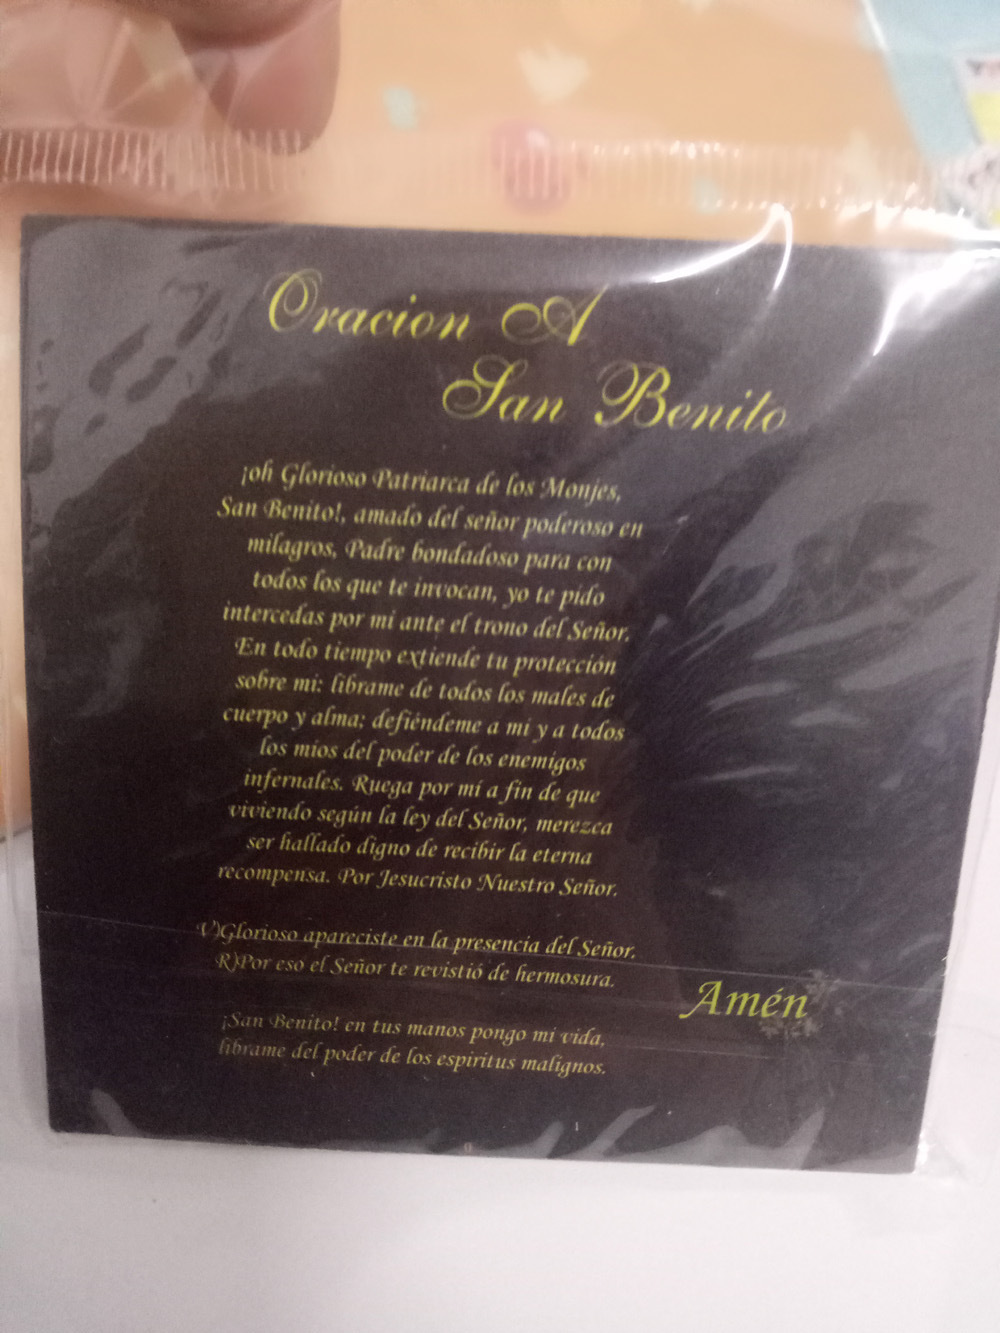 Oracion A
San Benito
¡oh Glorioso Patriarca de los Monjes,
San Benito!, amado del señor poderoso en
milagros, Padre bondadoso para con
todos los que te invocan, yo te pido
intercedas por mi ante el trono del Señor.
En todo tiempo extiende tu protección
sobre mi: librame de todos los males de
cuerpo y alma; defiéndeme a mi y a todos
los mios del poder de los enemigos
infernales. Ruega por mí a fin de que
viviendo según la ley del Señor, merezca
ser hallado digno de recibir la eterna
recompensa. Por Jesucristo Nuestro Señor.
V)Glorioso apareciste en la presencia del Señor.
R)Por eso el Señor te revistió de hermosura.
Amén
¡San Benito! en tus manos pongo mi vida,
librame del poder de los espiritus malignos.